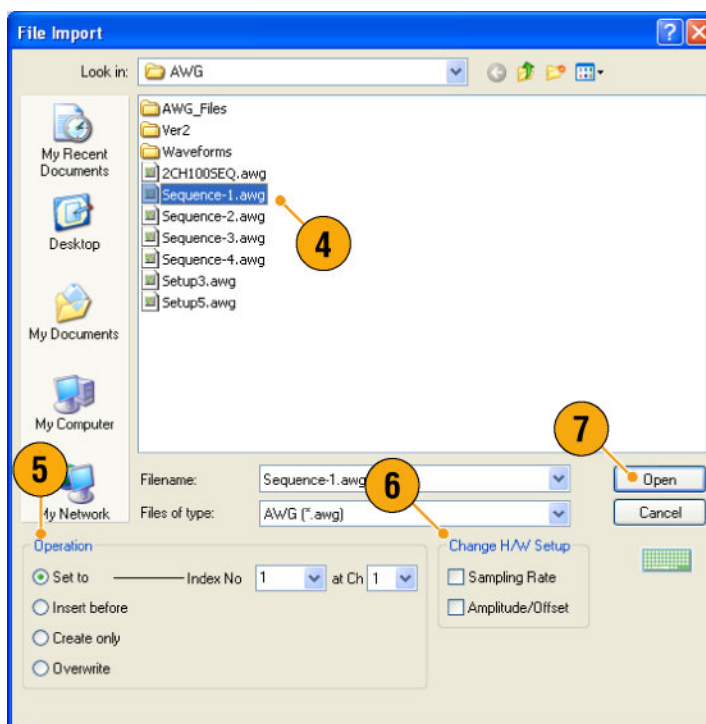 File Import
Look in: AWG
My Recent Documents
Desktop
My Documents
My Computer
My Network
AWG_Files
Ver2
Waveforms
2CH100SEQ.awg
Sequence-1.awg
Sequence-2.awg
Sequence-3.awg
Sequence-4.awg
Setup3.awg
Setup5.awg
4
5
6
7
Filename: Sequence-1.awg
Open
Files of type: AWG (*.awg)
Cancel
Operation
Set to Index No 1 at Ch 1
Insert before
Create only
Overwrite
Change H/W Setup
Sampling Rate
Amplitude/Offset